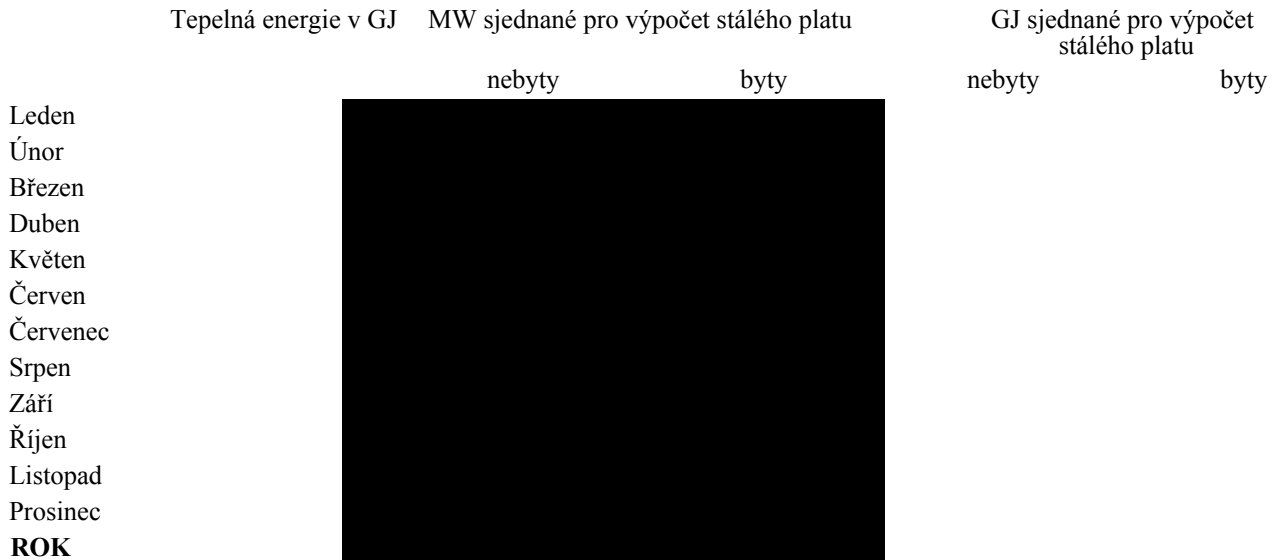 Tepelná energie v GJ MW sjednané pro výpočet stálého platu GJ sjednané pro výpočet
stálého platu
nebyty byty nebyty byty
Leden
Únor
Březen
Duben
Květen
Červen
Červenec
Srpen
Září
Říjen
Listopad
Prosinec
ROK